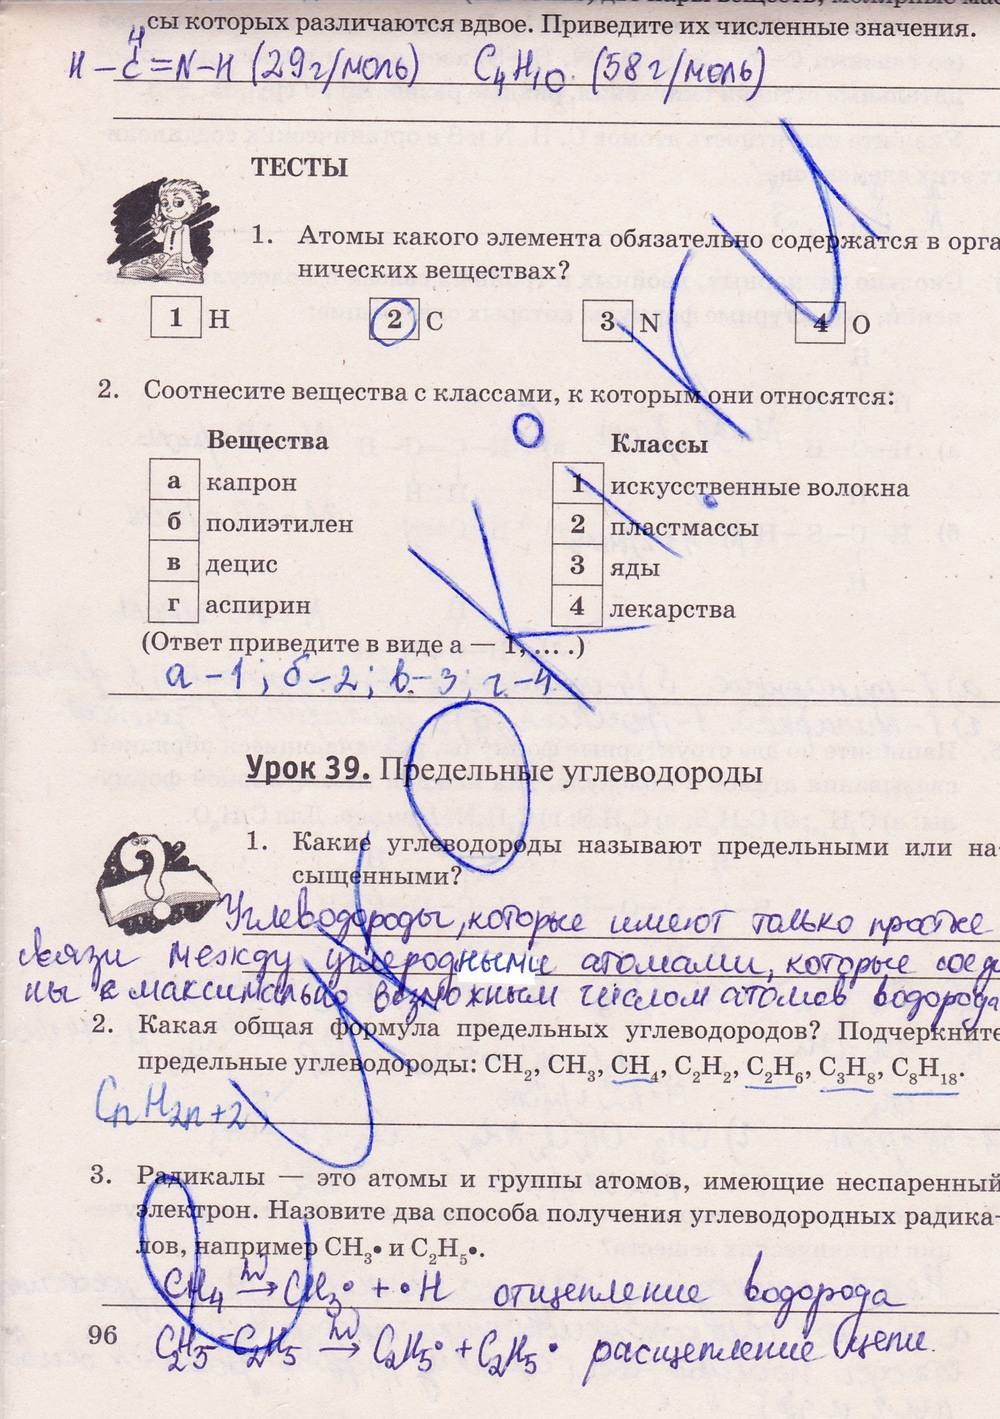 сы которых различаются вдвое. Приведите их численные значения.
H
H – C = N – H (29 г/моль) C4H10 (58 г/моль)
ТЕСТЫ
1. Атомы какого элемента обязательно содержатся в орга
нических веществах?
1 H 2 C 3 N 4 O
2. Соотнесите вещества с классами, к которым они относятся:
Вещества Классы
а капрон 1 искусственные волокна
б полиэтилен 2 пластмассы
в децис 3 яды
г аспирин 4 лекарства
(Ответ приведите в виде а — 1, ... .)
а – 1; б – 2; в – 3; г – 4
Урок 39. Предельные углеводороды
1. Какие углеводороды называют предельными или на-
сыщенными?
Углеводороды, которые имеют только простые
связи между углеродными атомами, которые соеди
ны с максимально возможным числом атомов водорода
2. Какая общая формула предельных углеводородов? Подчеркните
предельные углеводороды: CH2, CH3, CH4, C2H2, C2H6, C3H8, C8H18.
CnH2n+2;
3. Радикалы — это атомы и группы атомов, имеющие неспаренный
электрон. Назовите два способа получения углеводородных радика-
лов, например CH3• и C2H5•.
CH4 hν→ CH3• + •H отщепление водорода
96 C2H5–C2H5 hν→ C2H5• + C2H5• расщепление цепи.